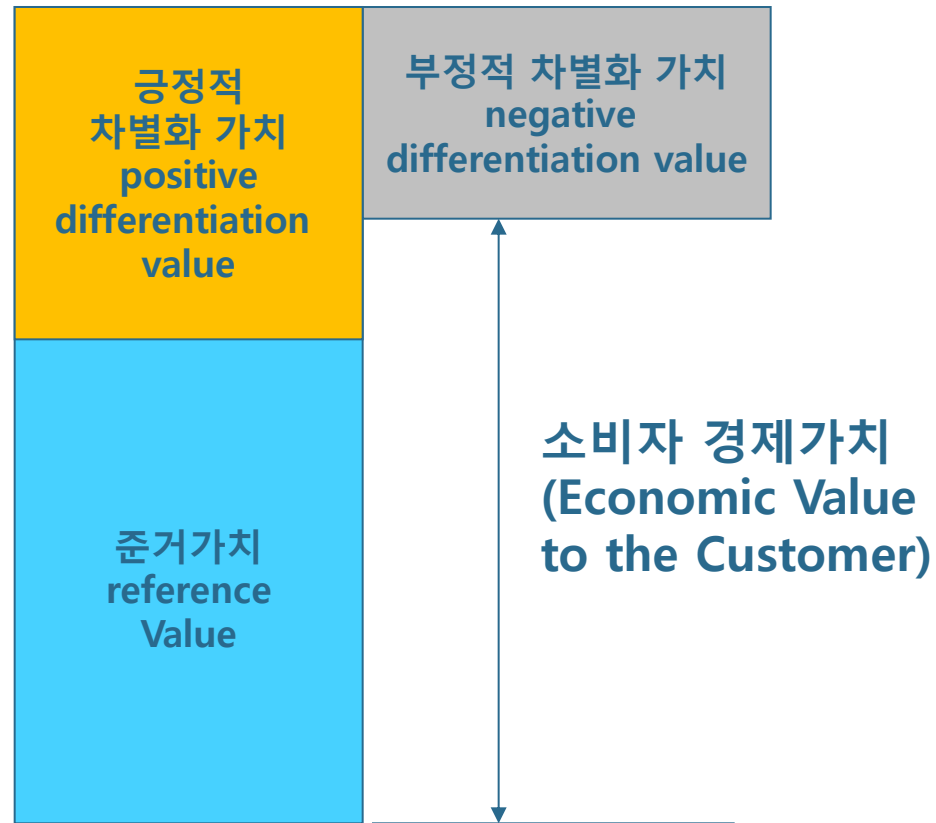 긍정적
차별화 가치
positive
differentiation
value
부정적 차별화 가치
negative
differentiation value
소비자 경제가치
(Economic Value
to the Customer)
준거가치
reference
Value